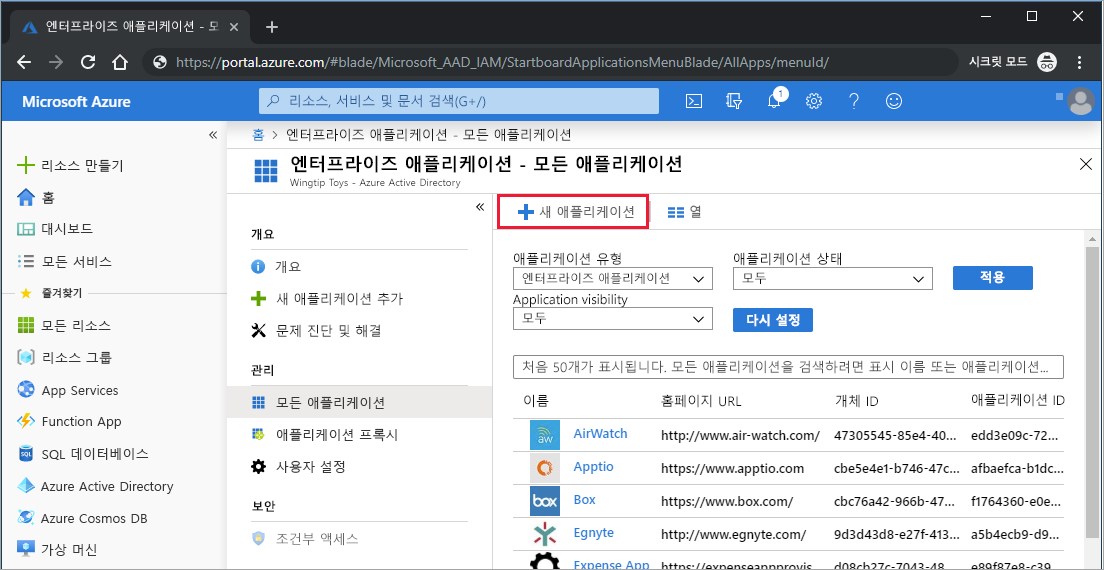 엔터프라이즈 애플리케이션 - 모
https://portal.azure.com/#blade/Microsoft_AAD_IAM/StartboardApplicationsMenuBlade/AllApps/menuId/
시크릿 모드
Microsoft Azure
리소스, 서비스 및 문서 검색(G+/)
1
홈 > 엔터프라이즈 애플리케이션 - 모든 애플리케이션
엔터프라이즈 애플리케이션 - 모든 애플리케이션
Wingtip Toys - Azure Active Directory
리소스 만들기
홈
대시보드
모든 서비스
즐겨찾기
모든 리소스
리소스 그룹
App Services
Function App
SQL 데이터베이스
Azure Active Directory
Azure Cosmos DB
가상 머신
개요
개요
새 애플리케이션 추가
문제 진단 및 해결
관리
모든 애플리케이션
애플리케이션 프록시
사용자 설정
보안
조건부 액세스
새 애플리케이션
열
애플리케이션 유형
애플리케이션 상태
엔터프라이즈 애플리케이션
모두
적용
Application visibility
모두
다시 설정
처음 50개가 표시됩니다. 모든 애플리케이션을 검색하려면 표시 이름 또는 애플리케이션...
이름 홈페이지 URL 개체 ID 애플리케이션 ID
aw AirWatch http://www.air-watch.com/ 47305545-85e4-40... edd3e09c-72...
Apptio https://www.apptio.com cbe5e4e1-b746-47c... afbaefca-b1dc...
box Box https://www.box.com/ cbc76a42-966b-47... f1764360-e0e...
Egnyte http://www.egnyte.com/ 9d3d43d8-e27f-413... a5b4ecb9-d9...
Expense App https://expenseappprovis... d08cb27c-7043-48... e89f87e8-c39...